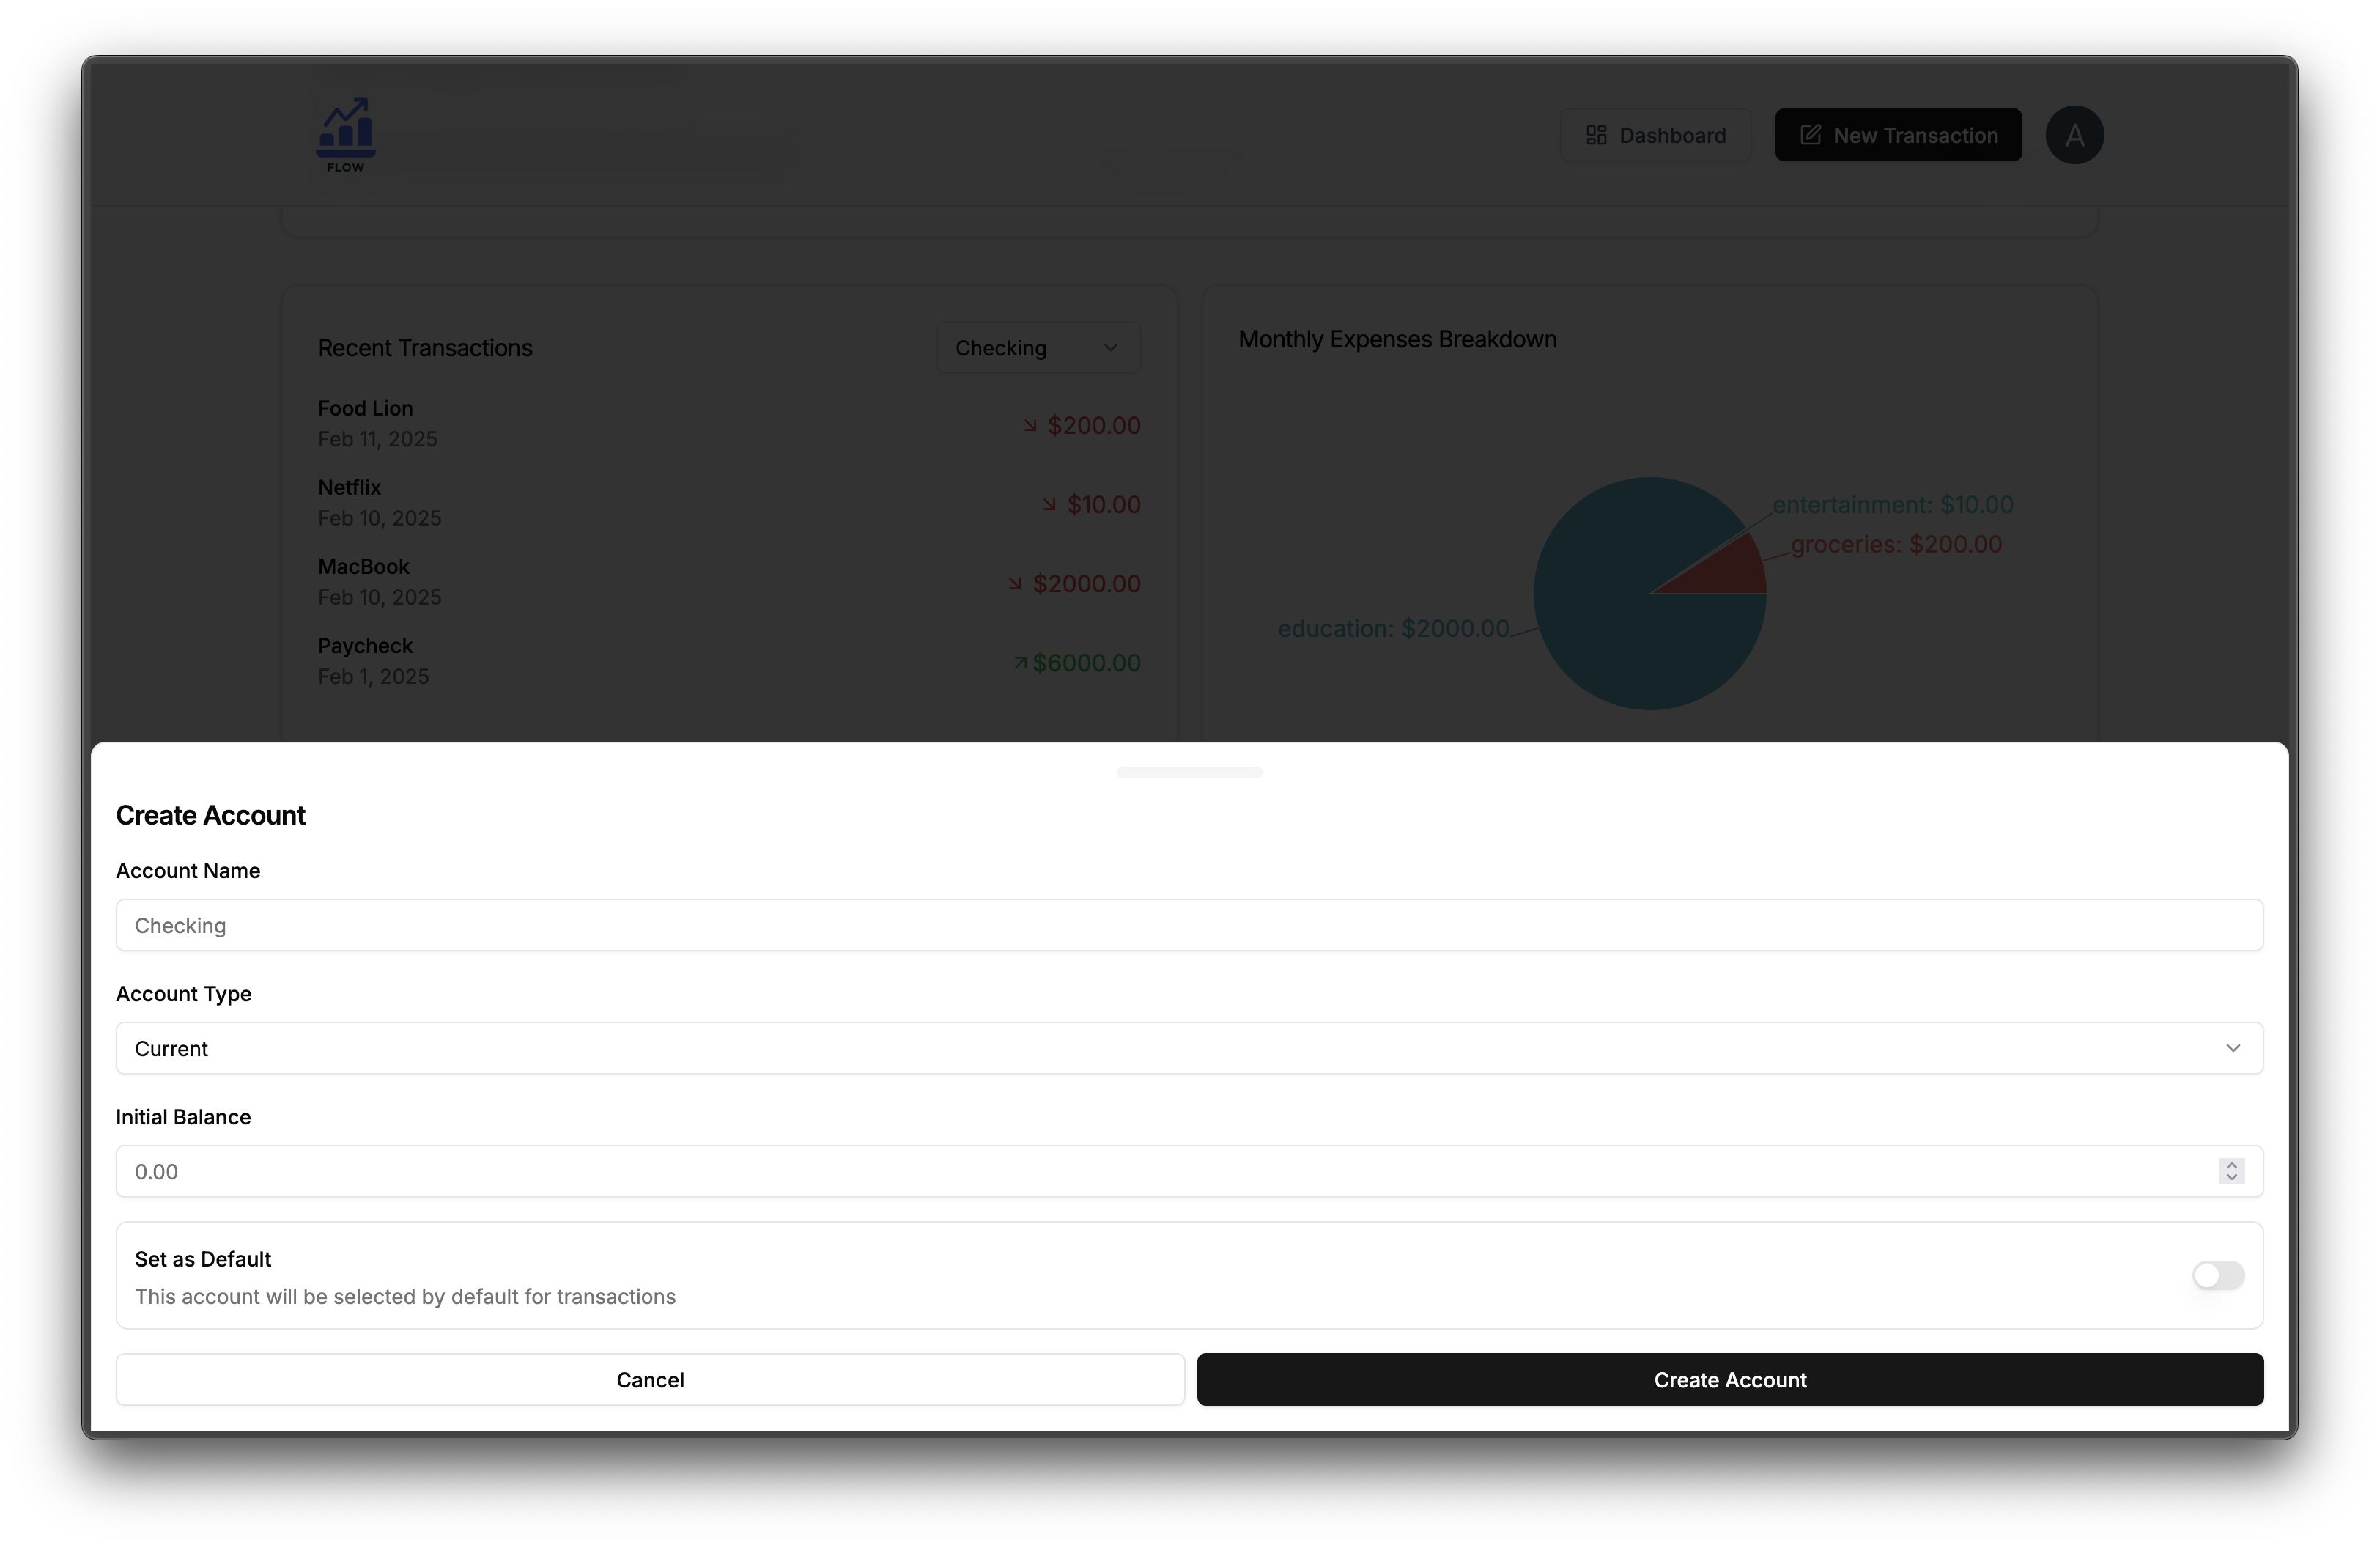 FLOW
Dashboard
New Transaction
A
Recent Transactions
Checking
Food Lion
Feb 11, 2025
$200.00
Netflix
Feb 10, 2025
$10.00
MacBook
Feb 10, 2025
$2000.00
Paycheck
Feb 1, 2025
$6000.00
Monthly Expenses Breakdown
entertainment: $10.00
groceries: $200.00
education: $2000.00
Create Account
Account Name
Checking
Account Type
Current
Initial Balance
0.00
Set as Default
This account will be selected by default for transactions
Cancel
Create Account